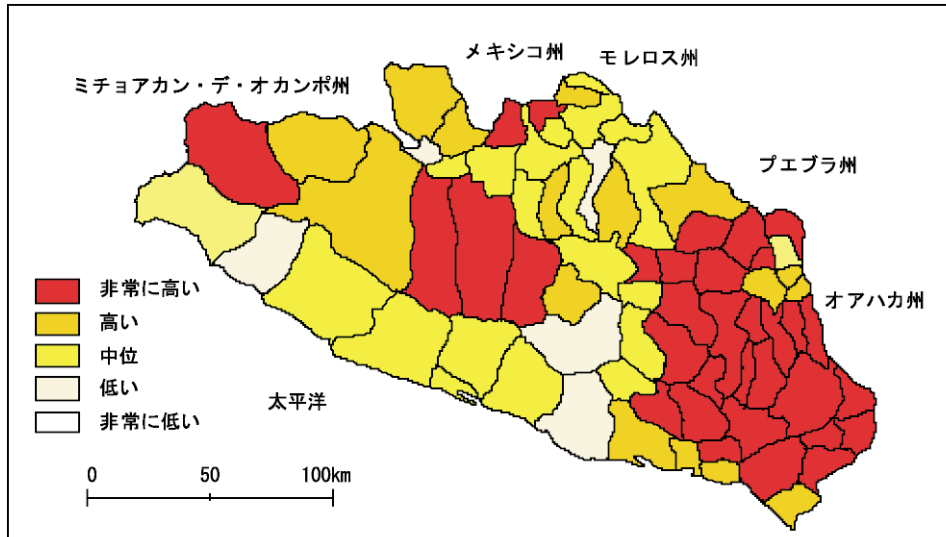 メキシコ州
モレロス州
ミチョアカン・デ・オカンポ州
プエブラ州
非常に高い
高い
中位
低い
非常に低い
オアハカ州
太平洋
0 50 100km